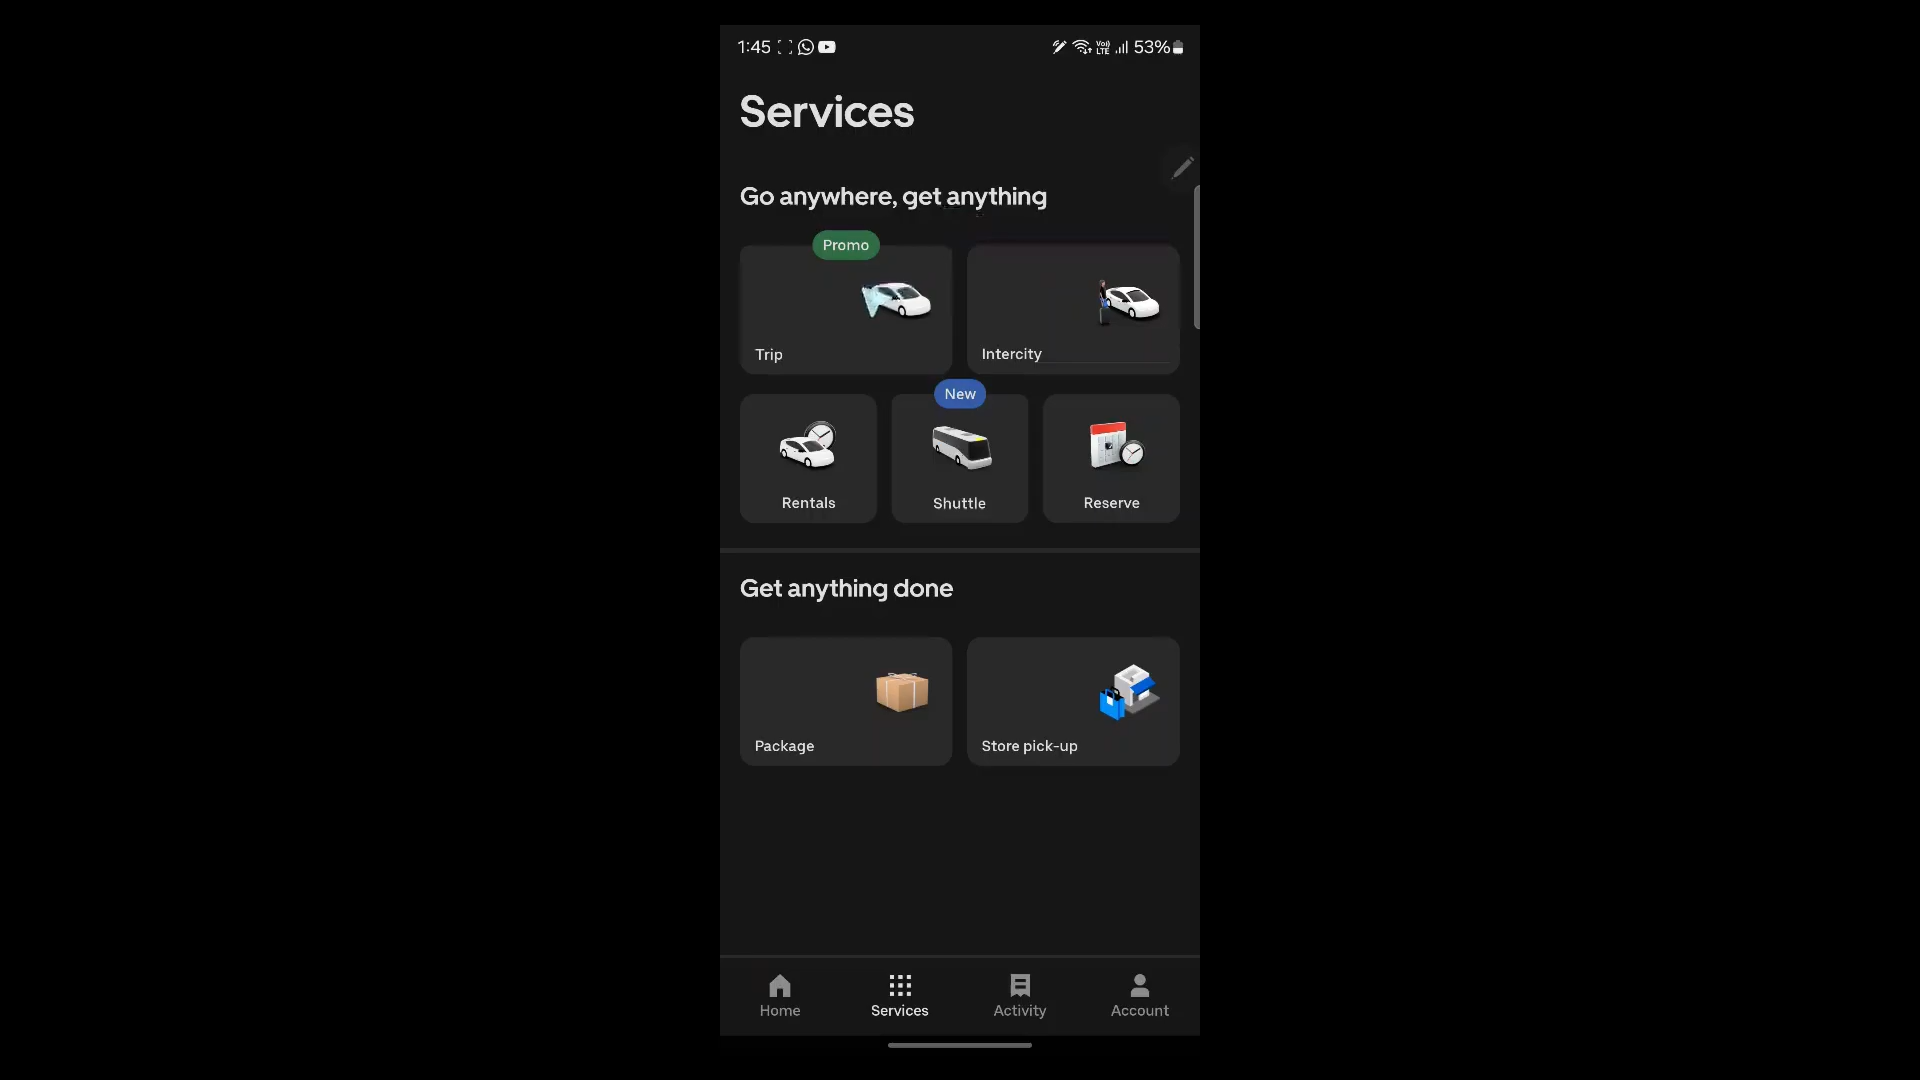 1:45 53%
Services
Go anywhere, get anything
Promo
Trip
Intercity
New
Rentals
Shuttle
Reserve
Get anything done
Package
Store pick-up
Home
Services
Activity
Account